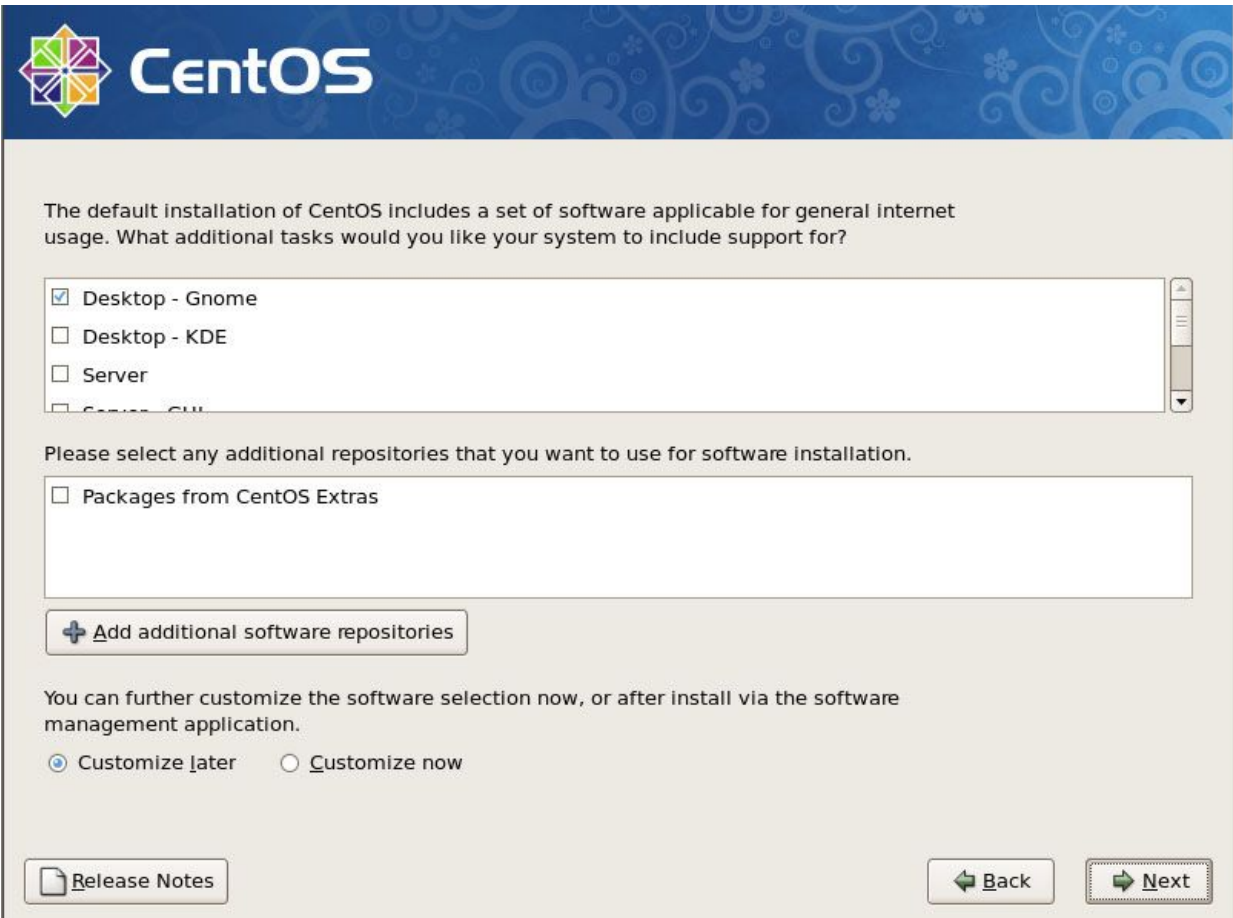 CentOS
The default installation of CentOS includes a set of software applicable for general internet
usage. What additional tasks would you like your system to include support for?
Desktop - Gnome
Desktop - KDE
Server
Server - GUI
Please select any additional repositories that you want to use for software installation.
Packages from CentOS Extras
Add additional software repositories
You can further customize the software selection now, or after install via the software
management application.
Customize later Customize now
Release Notes Back Next